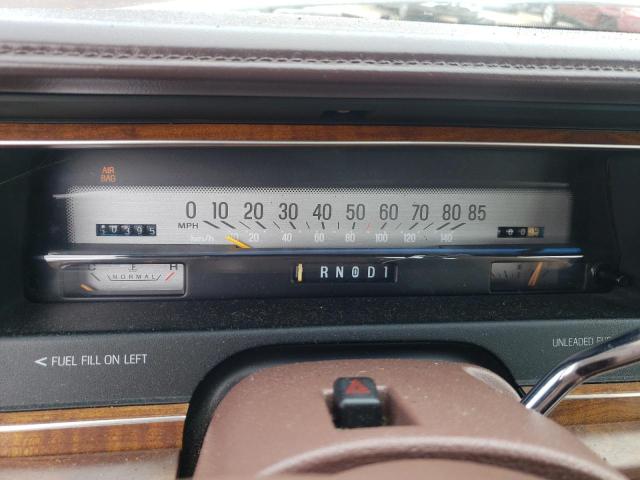 AIR
BAG
0 10 20 30 40 50 60 70 80 85
MPH
km/h 20 40 60 80 100 120 140
10395
C H
NORMAL
R N D 1
< FUEL FILL ON LEFT
UNLEADED